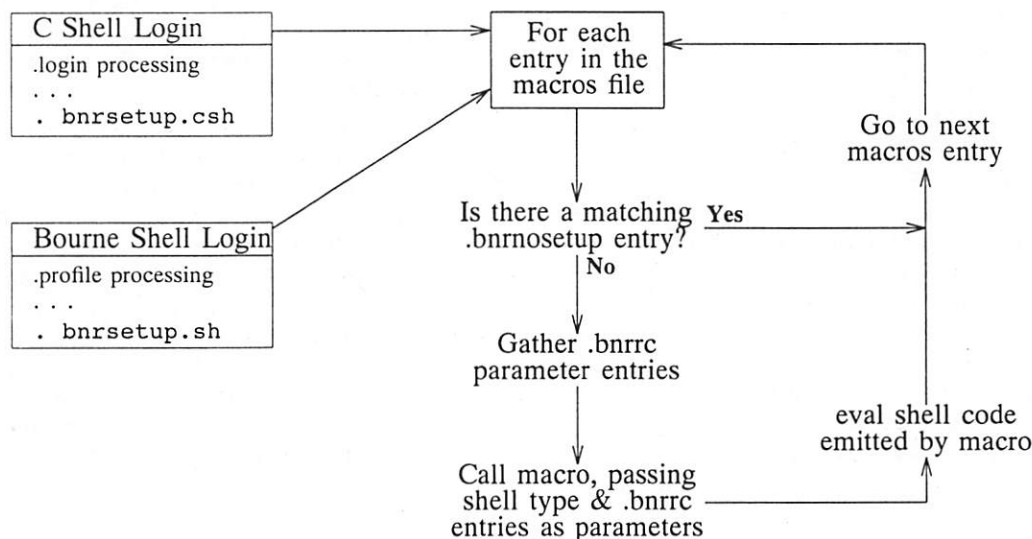 C Shell Login
.login processing
. . .
. bnrsetup.csh
Bourne Shell Login
.profile processing
. . .
. bnrsetup.sh
For each
entry in the
macros file
Is there a matching
.bnrnosetup entry?
Yes
No
Gather .bnrrc
parameter entries
Call macro, passing
shell type & .bnrrc
entries as parameters
eval shell code
emitted by macro
Go to next
macros entry